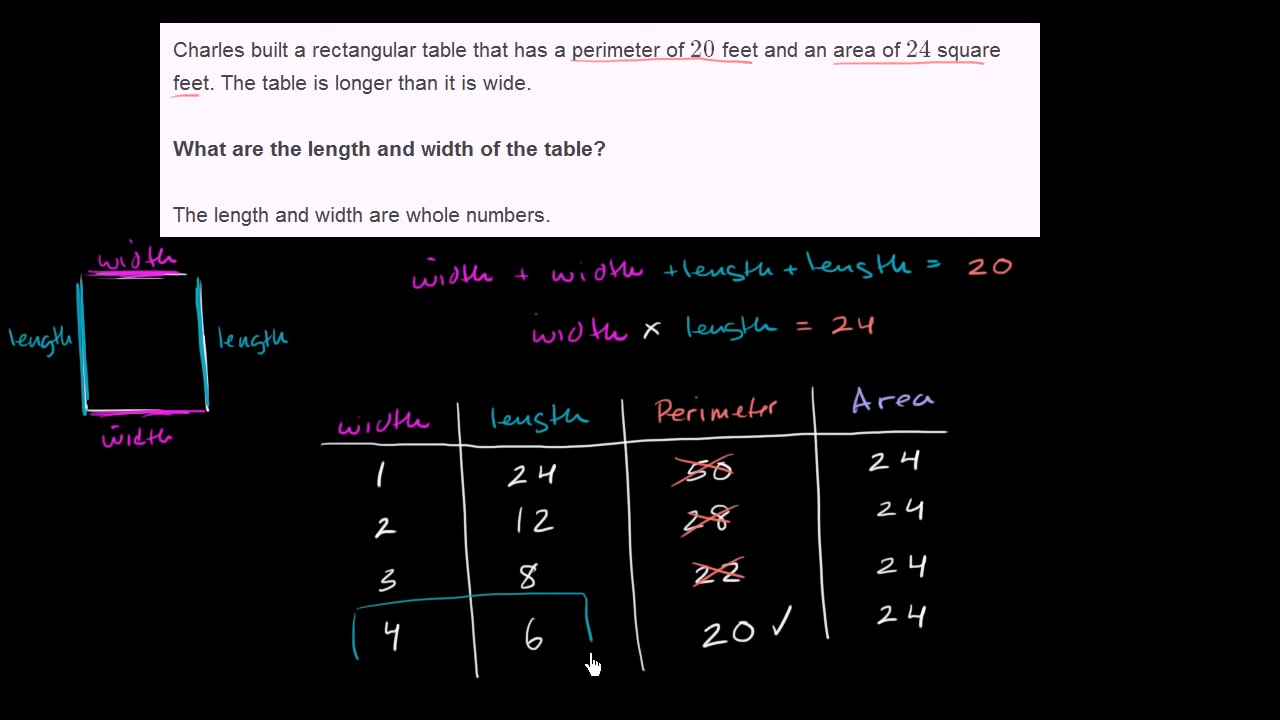 Charles built a rectangular table that has a perimeter of 20 feet and an area of 24 square
feet. The table is longer than it is wide.
What are the length and width of the table?
The length and width are whole numbers.
width
length
length
width
width + width + length + length = 20
width x length = 24
width length Perimeter Area
1 24 50 24
2 12 28 24
3 8 22 24
4 6 20 ✓ 24